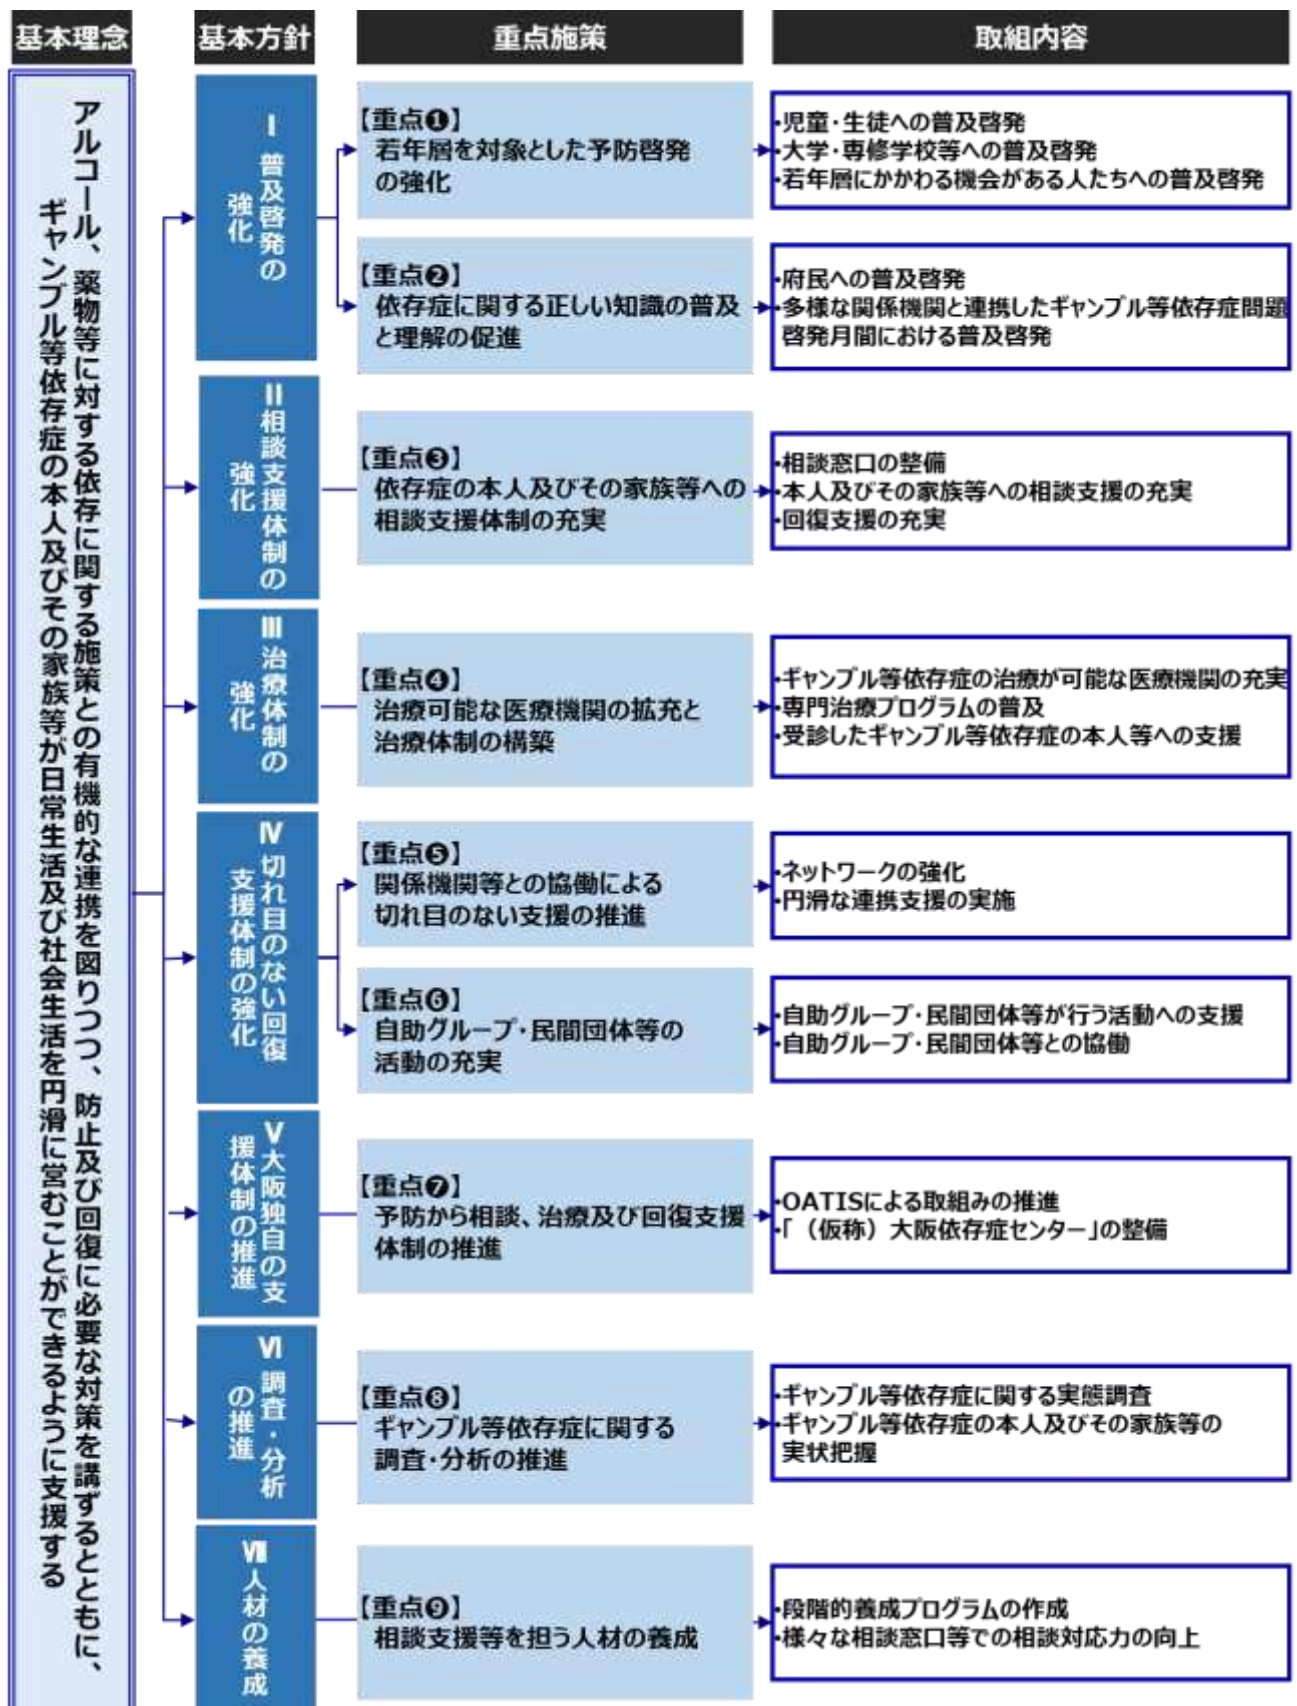 基本理念
基本方針
重点施策
取組内容
アルコール、薬物等に対する依存に関する施策との有機的な連携を図りつつ、防止及び回復に必要な対策を講ずるとともに、
ギャンブル等依存症の本人及びその家族等が日常生活及び社会生活を円滑に営むことができるように支援する
Ⅰ 普及啓発の
強化
【重点❶】
若年層を対象とした予防啓発
の強化
・児童・生徒への普及啓発
・大学・専修学校等への普及啓発
・若年層にかかわる機会がある人たちへの普及啓発
【重点❷】
依存症に関する正しい知識の普及
と理解の促進
・府民への普及啓発
・多様な関係機関と連携したギャンブル等依存症問題
啓発月間における普及啓発
Ⅱ 相談支援体制の
強化
【重点❸】
依存症の本人及びその家族等への
相談支援体制の充実
・相談窓口の整備
・本人及びその家族等への相談支援の充実
・回復支援の充実
Ⅲ 治療体制の
強化
【重点❹】
治療可能な医療機関の拡充と
治療体制の構築
・ギャンブル等依存症の治療が可能な医療機関の充実
・専門治療プログラムの普及
・受診したギャンブル等依存症の本人等への支援
Ⅳ 切れ目のない回復
支援体制の強化
【重点❺】
関係機関等との協働による
切れ目のない支援の推進
・ネットワークの強化
・円滑な連携支援の実施
【重点❻】
自助グループ・民間団体等の
活動の充実
・自助グループ・民間団体等が行う活動への支援
・自助グループ・民間団体等との協働
Ⅴ 大阪独自の支
援体制の推進
【重点❼】
予防から相談、治療及び回復支援
体制の推進
・OATISによる取組みの推進
・「（仮称）大阪依存症センター」の整備
Ⅵ 調査・分析
の推進
【重点❽】
ギャンブル等依存症に関する
調査・分析の推進
・ギャンブル等依存症に関する実態調査
・ギャンブル等依存症の本人及びその家族等の
実状把握
Ⅶ 人材の養成
【重点❾】
相談支援等を担う人材の養成
・段階的養成プログラムの作成
・様々な相談窓口等での相談対応力の向上